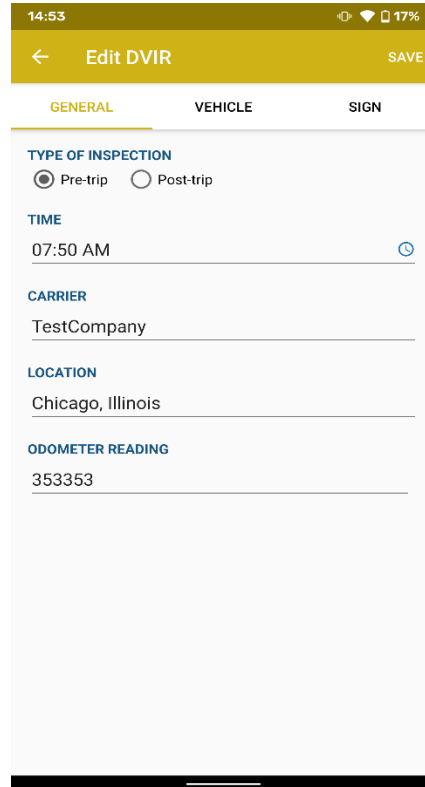 14:53 17%
Edit DVIR SAVE
GENERAL VEHICLE SIGN
TYPE OF INSPECTION
Pre-trip Post-trip
TIME
07:50 AM
CARRIER
TestCompany
LOCATION
Chicago, Illinois
ODOMETER READING
353353